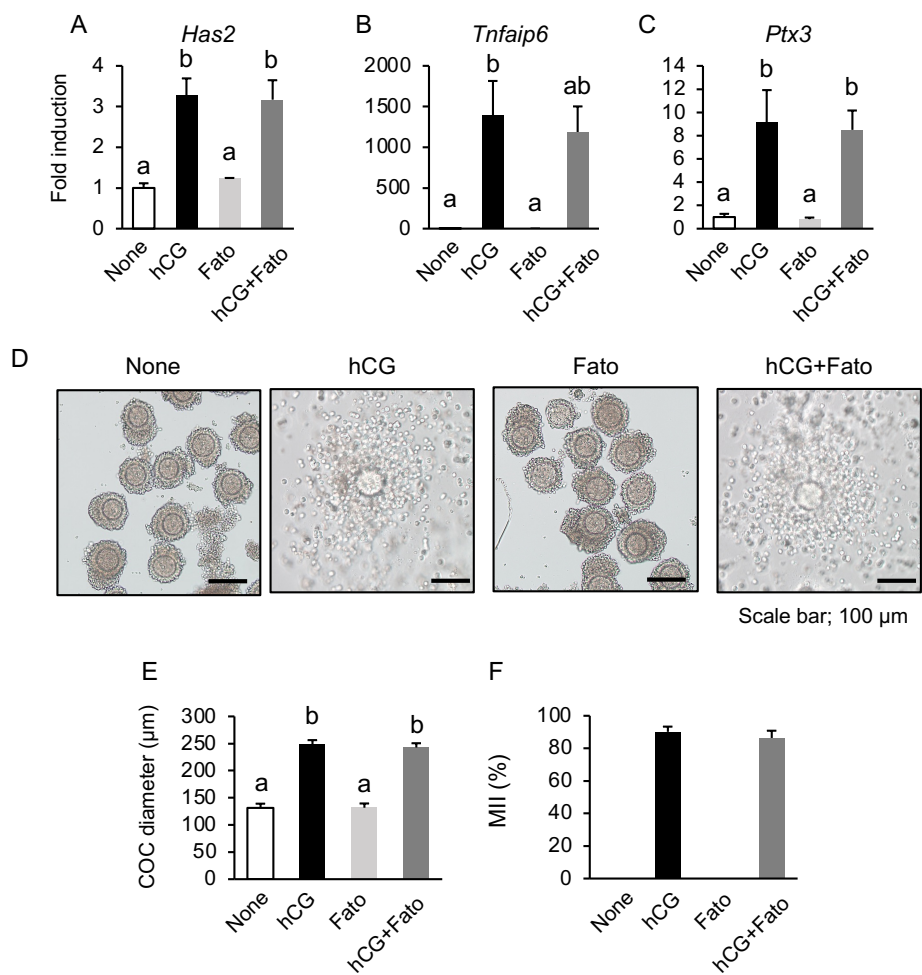 A
Has2
Fold induction
4
3
2
1
0
a
b
a
b
None
hCG
Fato
hCG+Fato
B
Tnfaip6
2000
1500
1000
500
0
a
b
a
ab
None
hCG
Fato
hCG+Fato
C
Ptx3
14
12
10
8
6
4
2
0
a
b
a
b
None
hCG
Fato
hCG+Fato
D
None
hCG
Fato
hCG+Fato
Scale bar; 100 µm
E
COC diameter (µm)
300
250
200
150
100
50
0
a
b
a
b
None
hCG
Fato
hCG+Fato
F
MII (%)
100
80
60
40
20
0
None
hCG
Fato
hCG+Fato